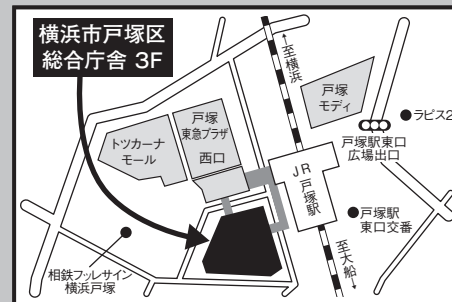 横浜市戸塚区
総合庁舎 3F
←至横浜
戸塚
モディ
ラピス2
戸塚
東急プラザ
西口
トツカーナ
モール
戸塚駅東口
広場出口
JR
戸塚駅
戸塚駅
東口交番
至大船→
相鉄フレッサイン
横浜戸塚